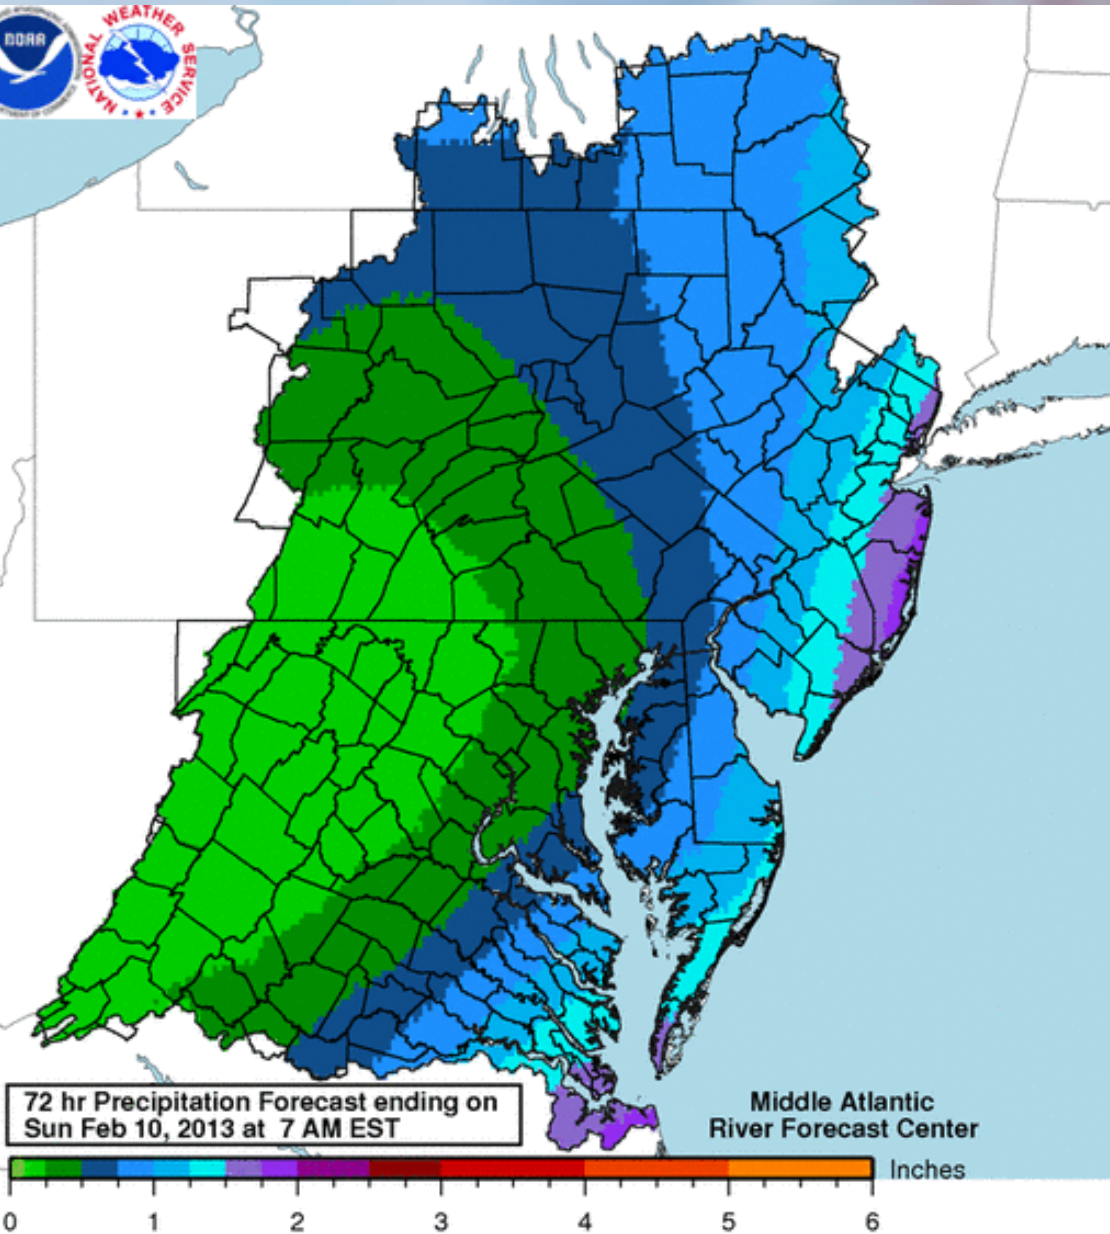 NOAA
NATIONAL WEATHER SERVICE
72 hr Precipitation Forecast ending on
Sun Feb 10, 2013 at 7 AM EST
Middle Atlantic
River Forecast Center
Inches
0 1 2 3 4 5 6